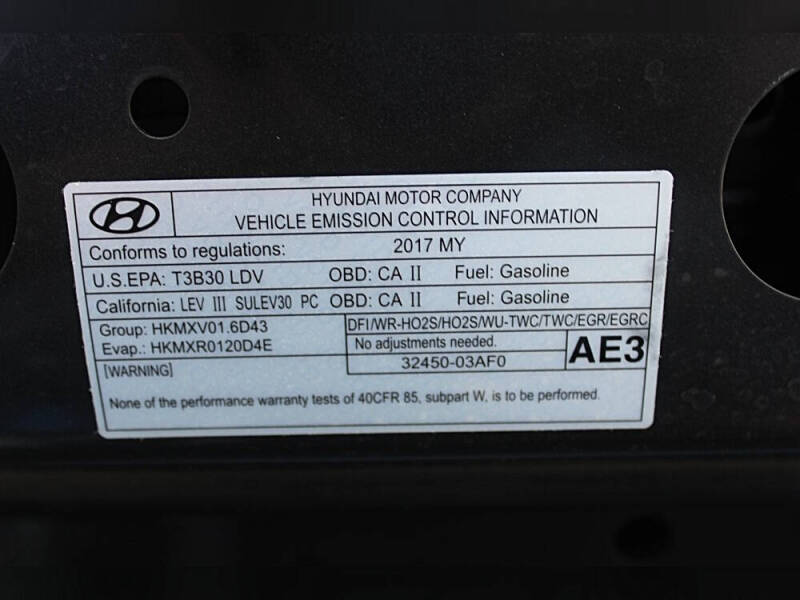 HYUNDAI MOTOR COMPANY
VEHICLE EMISSION CONTROL INFORMATION
Conforms to regulations: 2017 MY
U.S.EPA: T3B30 LDV OBD: CA II Fuel: Gasoline
California: LEV III SULEV30 PC OBD: CA II Fuel: Gasoline
Group: HKMXV01.6D43 DFI/WR-HO2S/HO2S/WU-TWC/TWC/EGR/EGRC
Evap.: HKMXR0120D4E No adjustments needed. AE3
[WARNING] 32450-03AF0
None of the performance warranty tests of 40CFR 85, subpart W, is to be performed.